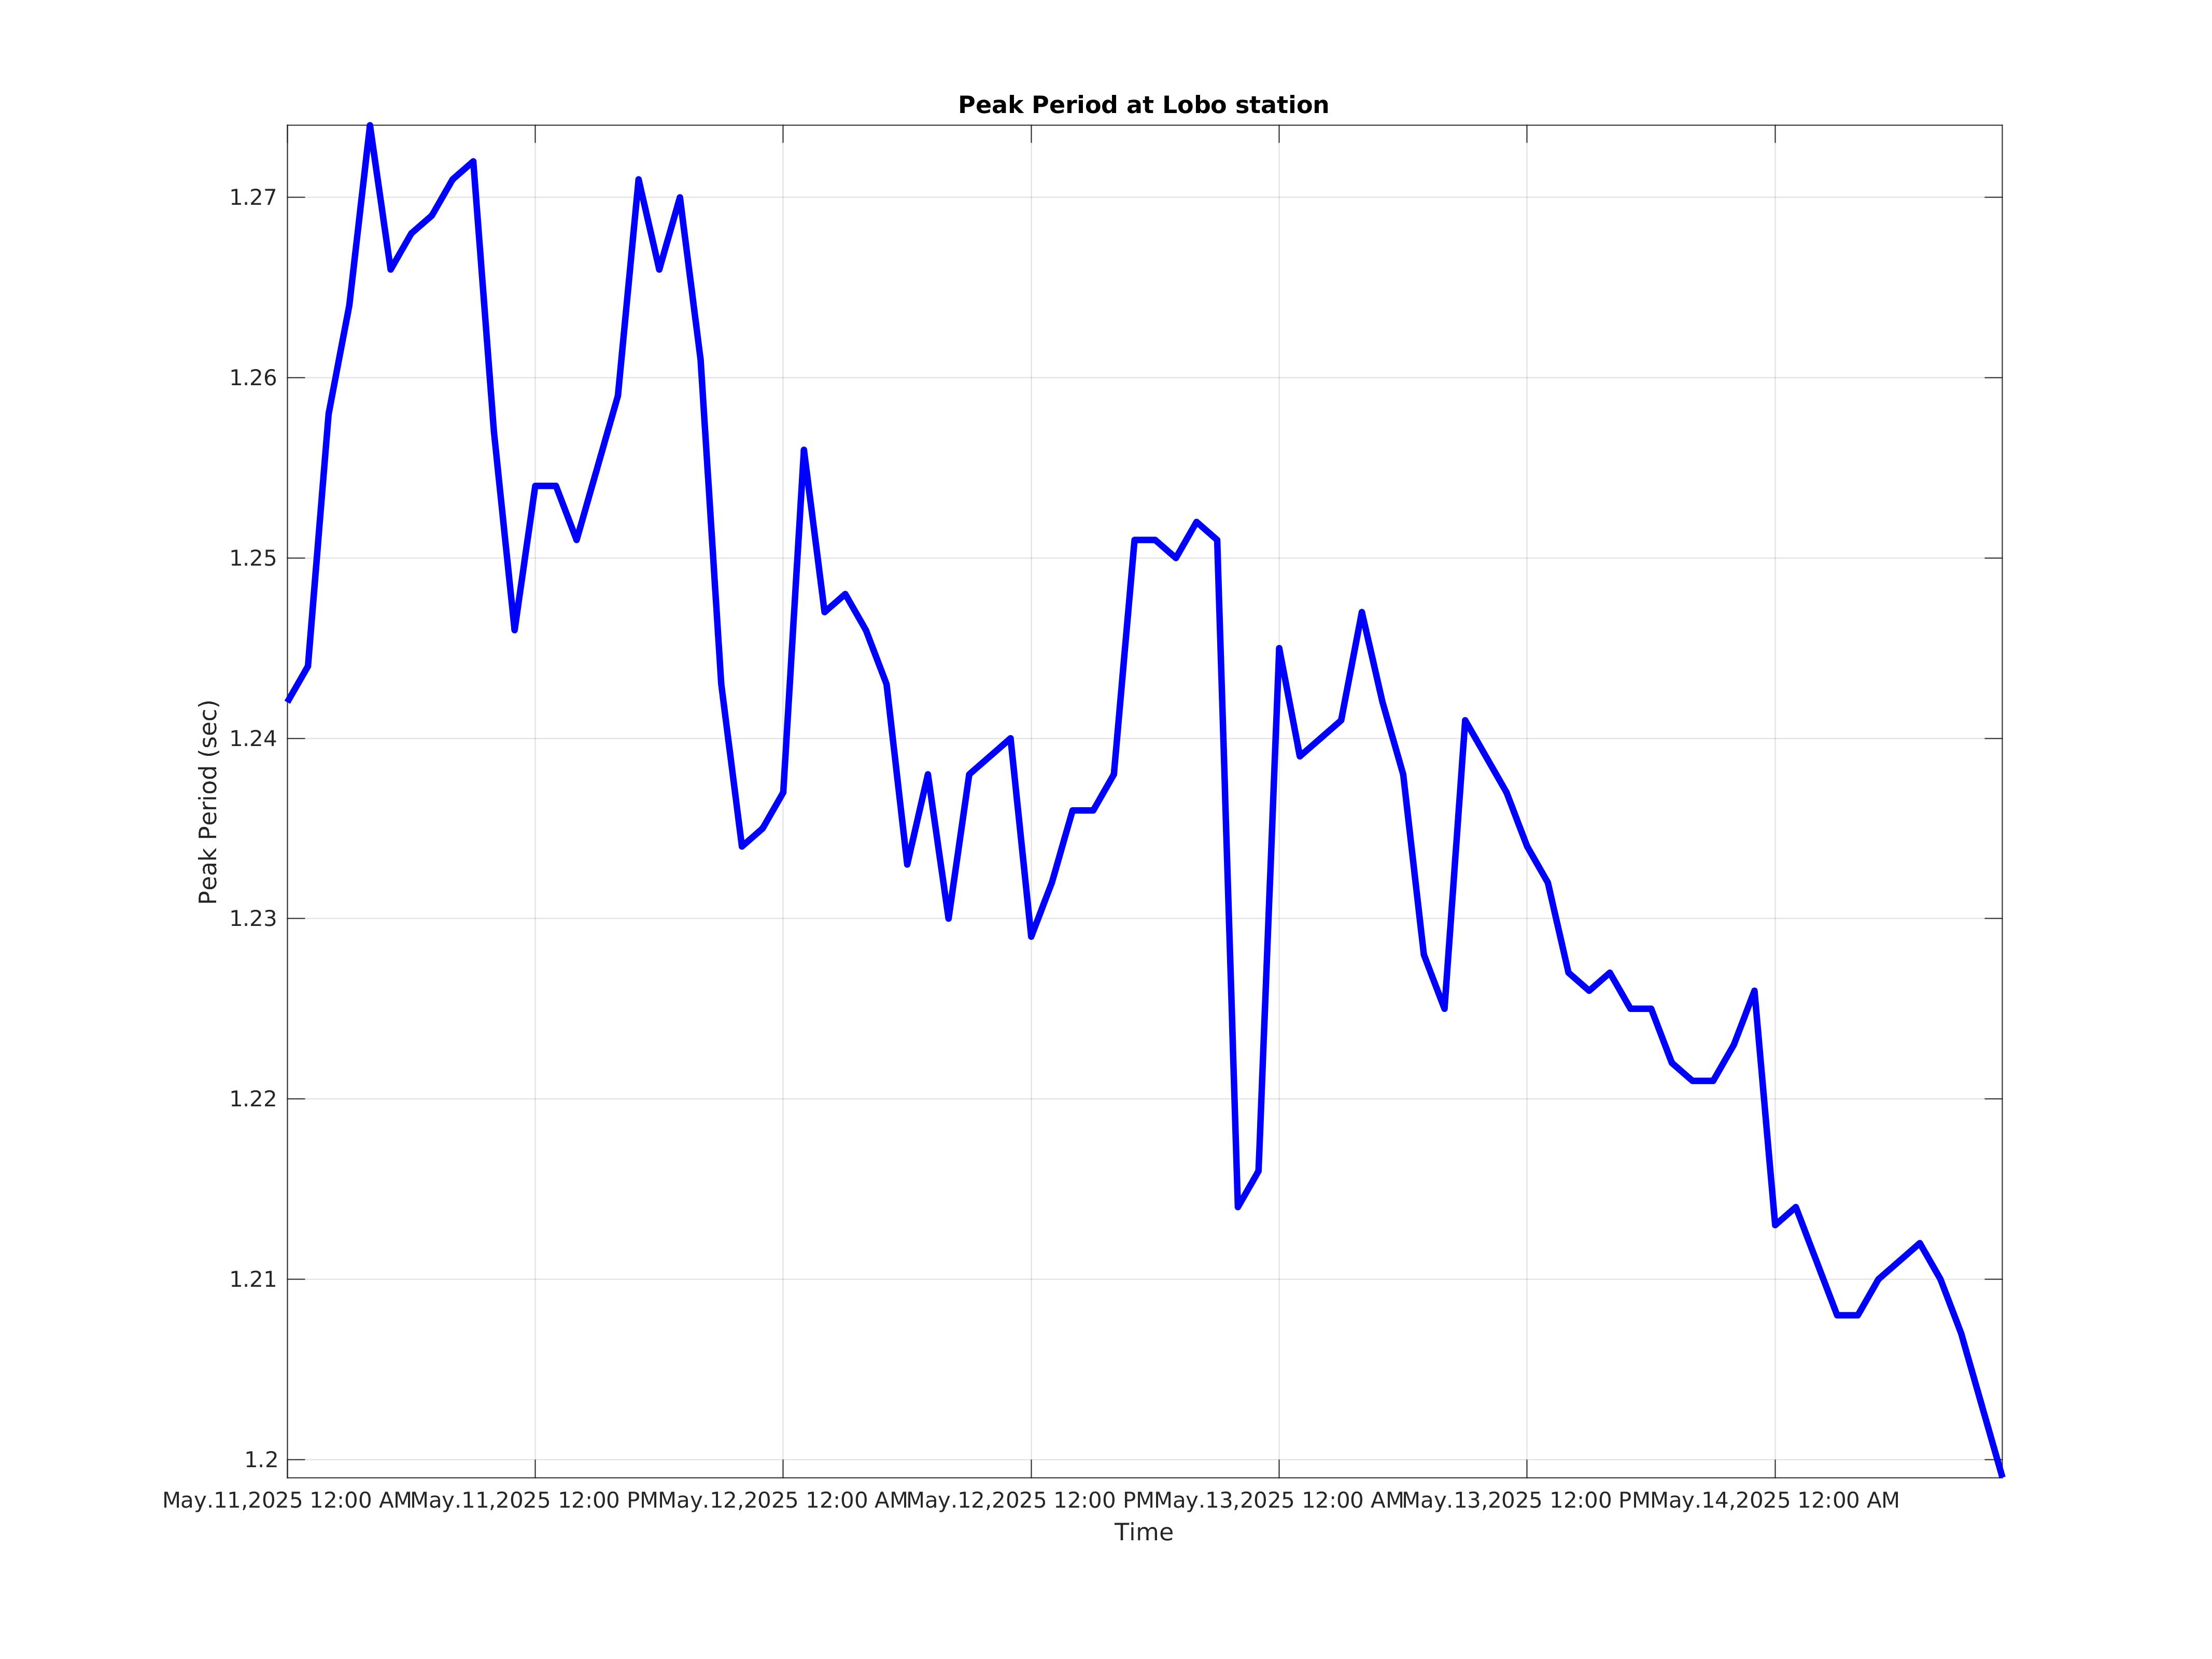 Peak Period at Lobo station
Peak Period (sec)
1.27
1.26
1.25
1.24
1.23
1.22
1.21
1.2
May.11,2025 12:00 AM May.11,2025 12:00 PM May.12,2025 12:00 AM May.12,2025 12:00 PM May.13,2025 12:00 AM May.13,2025 12:00 PM May.14,2025 12:00 AM
Time